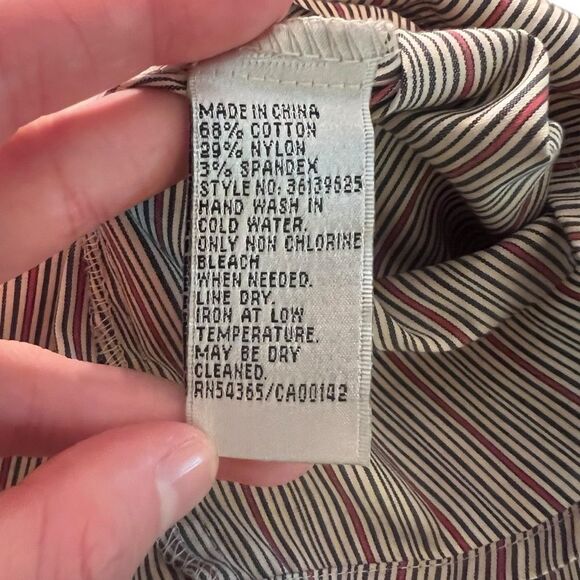 MADE IN CHINA
68% COTTON
29% NYLON
3% SPANDEX
STYLE NO: 36139625
HAND WASH IN
COLD WATER.
ONLY NON CHLORINE
BLEACH
WHEN NEEDED.
LINE DRY.
IRON AT LOW
TEMPERATURE.
MAY BE DRY
CLEANED.
RN54365/CA00142